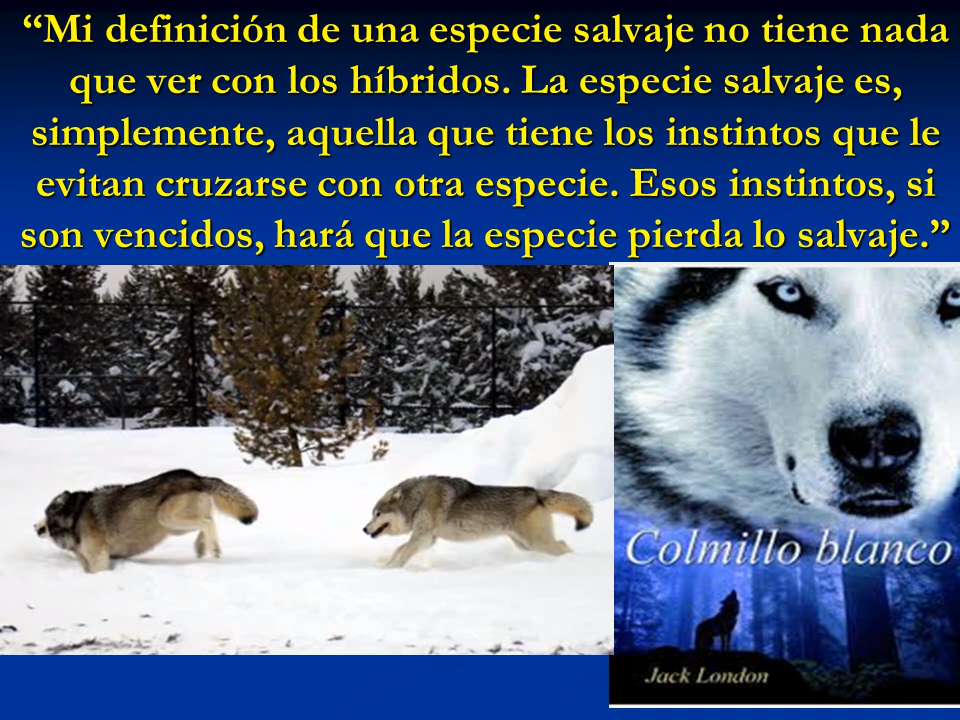 “Mi definición de una especie salvaje no tiene nada
que ver con los híbridos. La especie salvaje es,
simplemente, aquella que tiene los instintos que le
evitan cruzarse con otra especie. Esos instintos, si
son vencidos, hará que la especie pierda lo salvaje.”
Colmillo blanco
Jack London